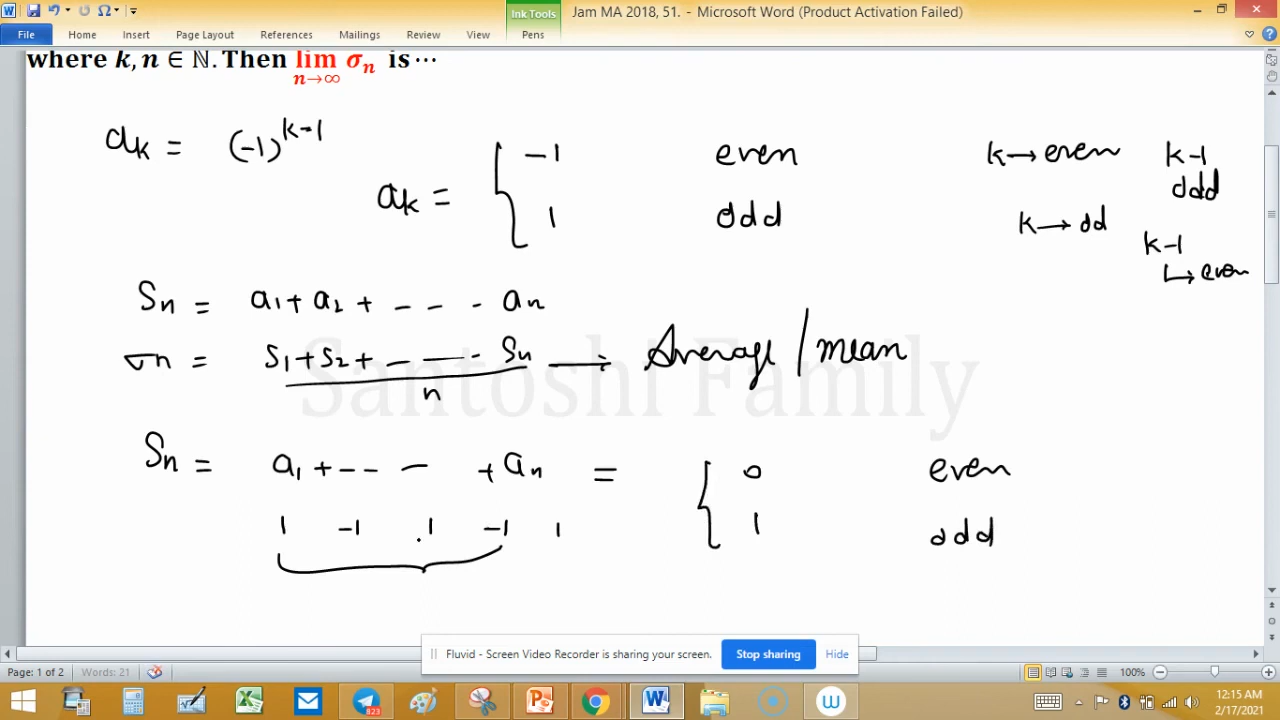 Jam MA 2018, 51. - Microsoft Word (Product Activation Failed)
Ink Tools
File Home Insert Page Layout References Mailings Review View Pens
where k, n ∈ ℕ. Then lim n→∞ σn is ⋯
ak = (-1)^(k-1)
ak = { -1 even
1 odd
k → even k-1 odd
k → od k-1 ↳ even
Sn = a1 + a2 + - - - an
σn = (S1 + S2 + - — - Sn) / n → Average / mean
Santoshi Family
Sn = a1 + - - - + an = { 0 even
1 odd
1 -1 1 -1 1
Fluvid - Screen Video Recorder is sharing your screen. Stop sharing Hide
Page: 1 of 2 Words: 21 100%
823
12:15 AM
2/17/2021